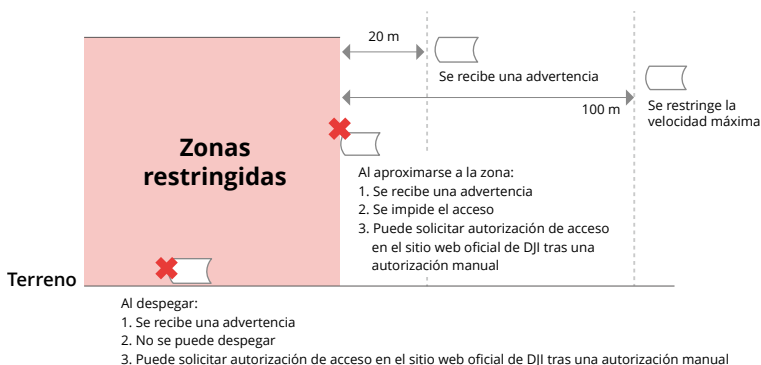 20 m
Se recibe una advertencia
100 m
Se restringe la
velocidad máxima
Zonas
restringidas
Al aproximarse a la zona:
1. Se recibe una advertencia
2. Se impide el acceso
3. Puede solicitar autorización de acceso
en el sitio web oficial de DJI tras una
autorización manual
Terreno
Al despegar:
1. Se recibe una advertencia
2. No se puede despegar
3. Puede solicitar autorización de acceso en el sitio web oficial de DJI tras una autorización manual